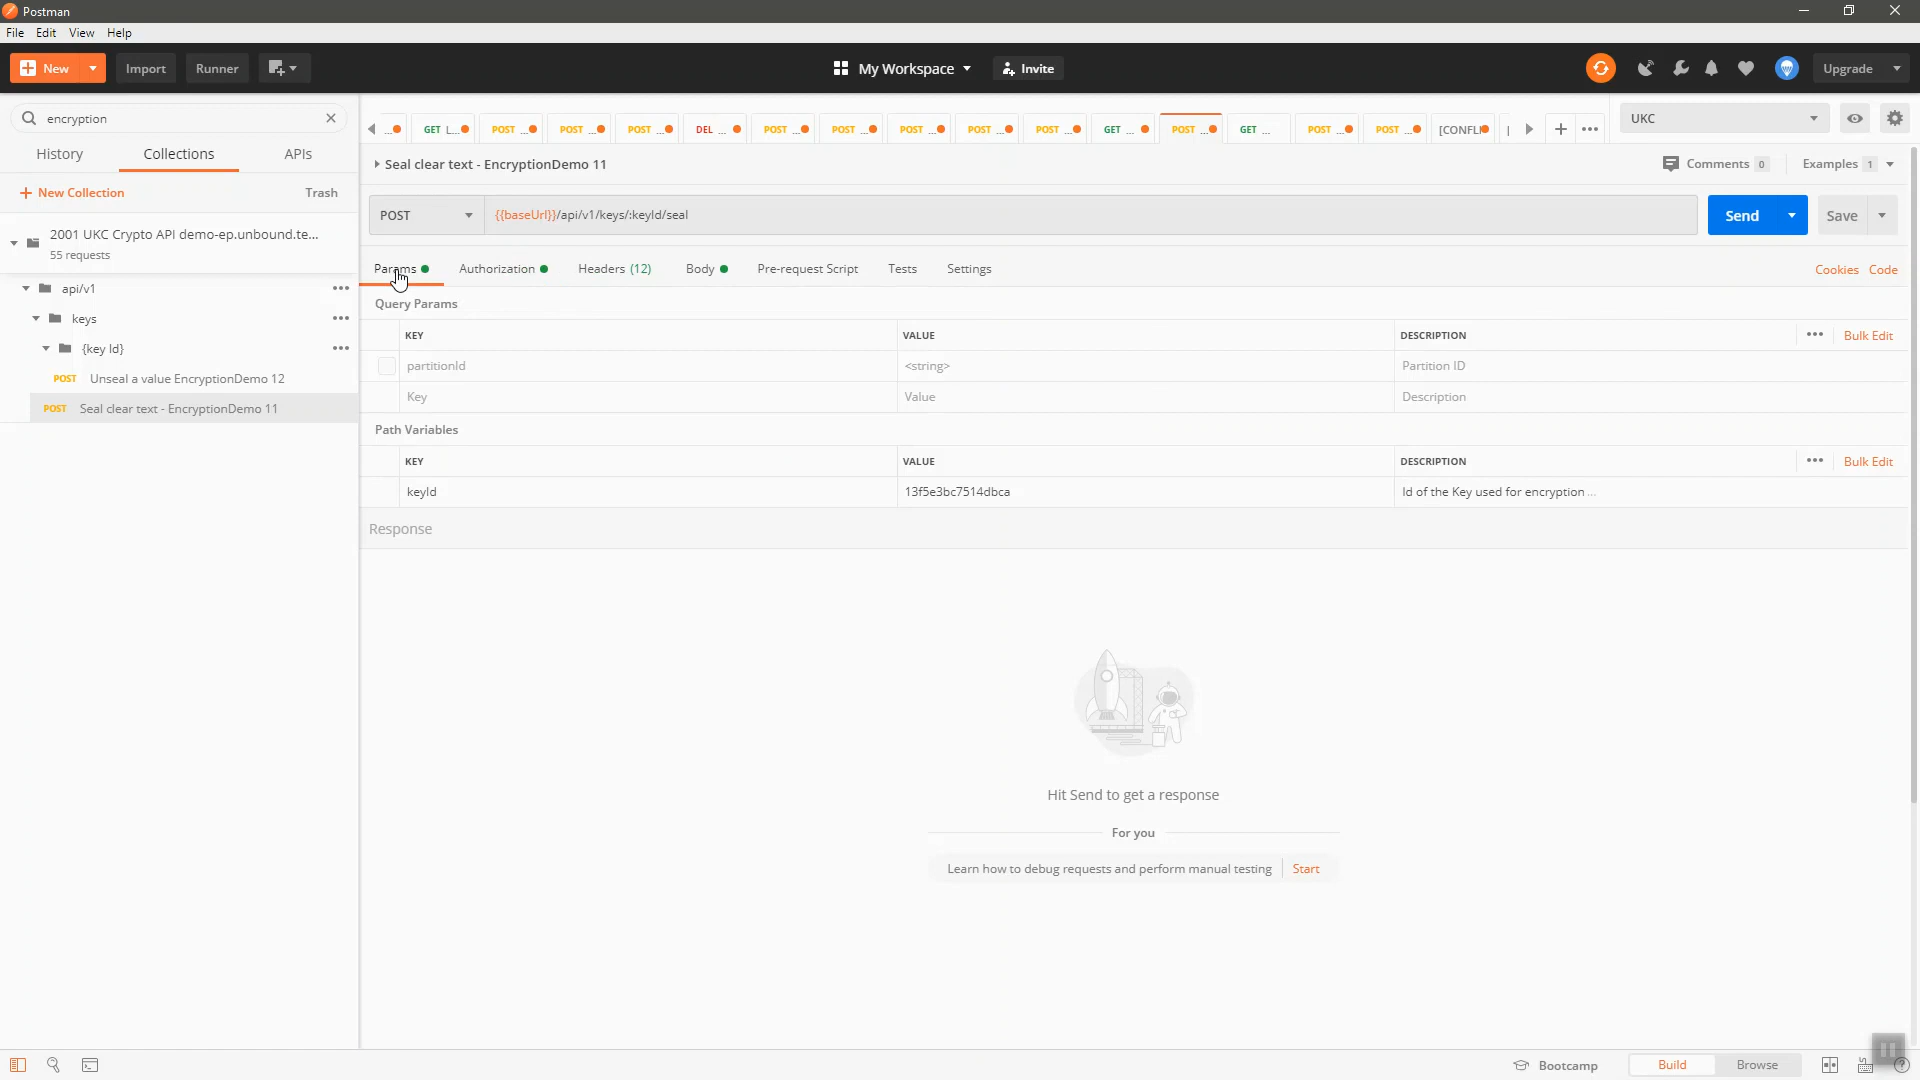 Postman
File Edit View Help
New Import Runner My Workspace Invite Upgrade
encryption
... GET L... POST ... POST ... POST ... DEL ... POST ... POST ... POST ... POST ... POST ... GET ... POST ... GET ... POST ... POST ... [CONFLI
UKC
History Collections APIs
Seal clear text - EncryptionDemo 11
Comments 0 Examples 1
New Collection Trash
POST {{baseUrl}}/api/v1/keys/:keyId/seal Send Save
2001 UKC Crypto API demo-ep.unbound.te...
55 requests
Params Authorization Headers (12) Body Pre-request Script Tests Settings Cookies Code
api/v1
keys
{key Id}
POST Unseal a value EncryptionDemo 12
POST Seal clear text - EncryptionDemo 11
Query Params
KEY VALUE DESCRIPTION Bulk Edit
partitionId <string> Partition ID
Key Value Description
Path Variables
KEY VALUE DESCRIPTION Bulk Edit
keyId 13f5e3bc7514dbca Id of the Key used for encryption ...
Response
Hit Send to get a response
For you
Learn how to debug requests and perform manual testing Start
Bootcamp Build Browse